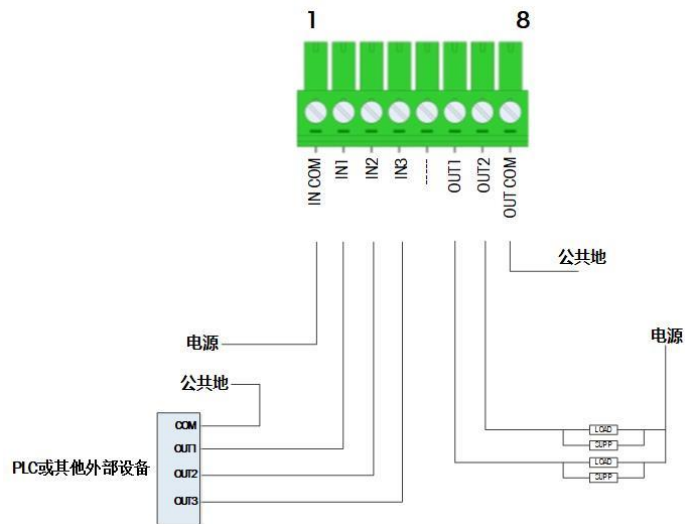 1
8
IN COM
IN1
IN2
IN3
-----
OUT1
OUT2
OUT COM
公共地
电源
电源
公共地
COM
OUT1
PLC或其他外部设备
OUT2
OUT3
LOAD
SUPP
LOAD
SUPP